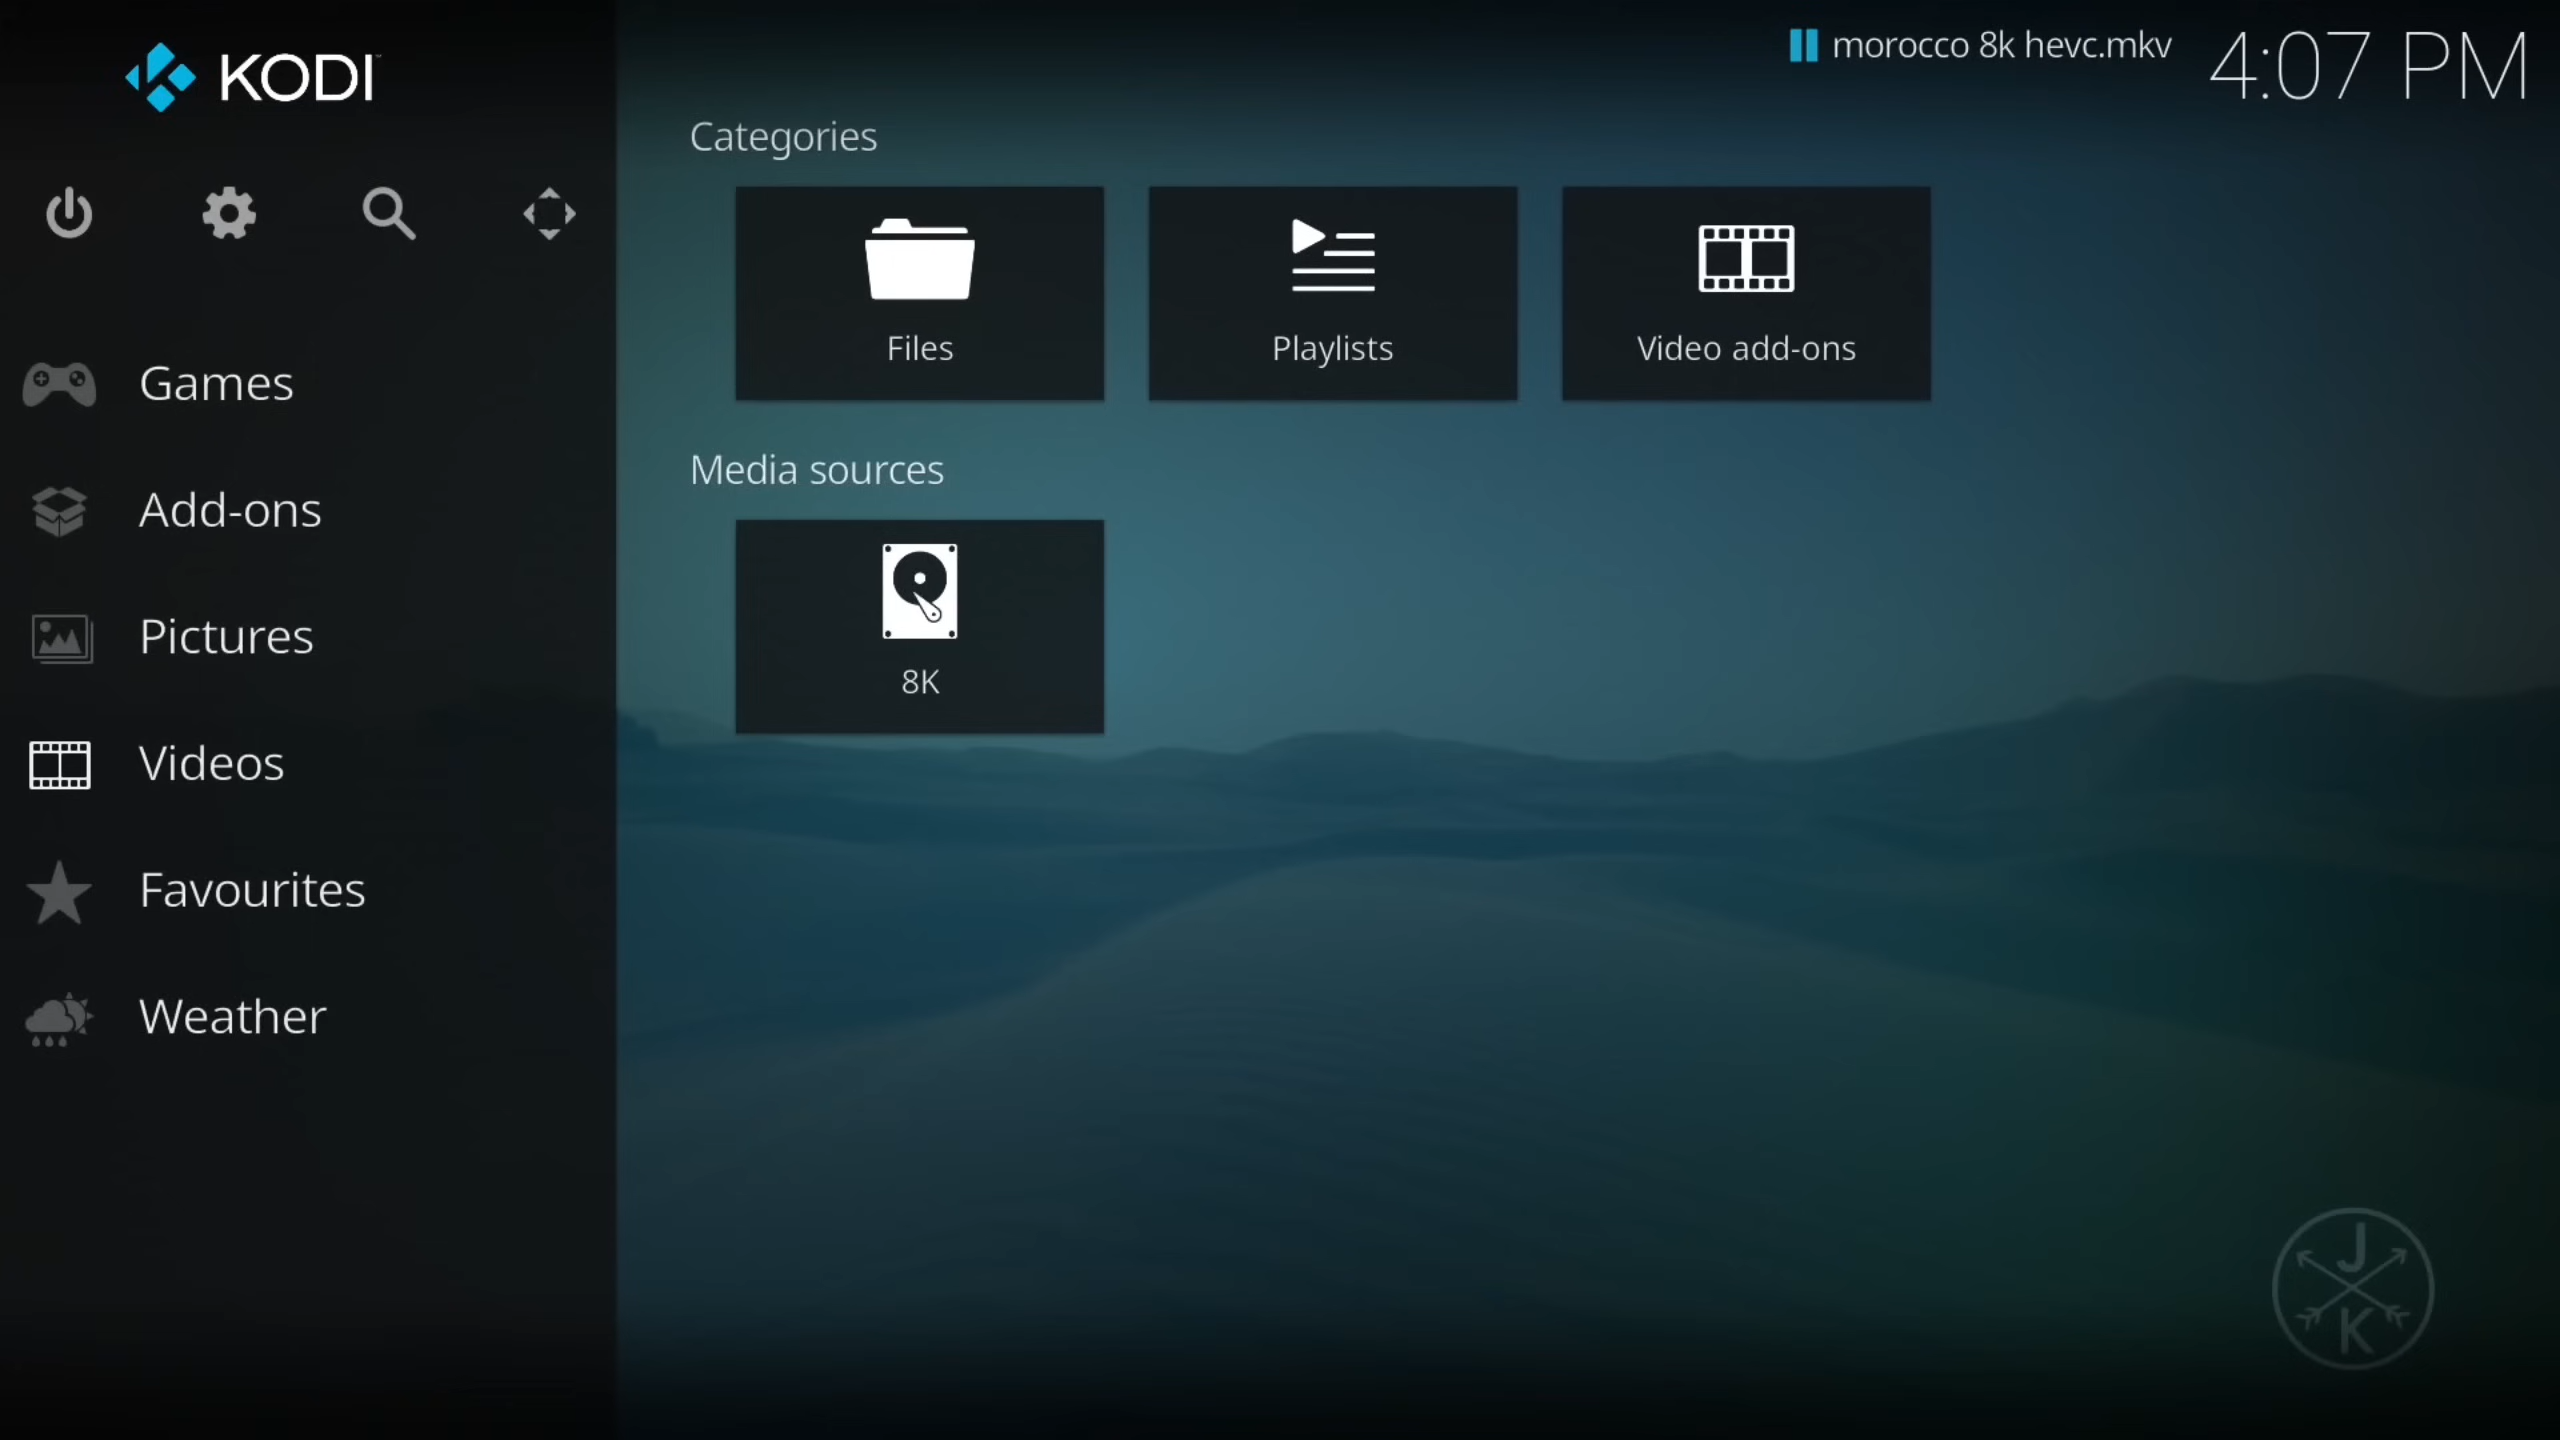 KODI
morocco 8k hevc.mkv
4:07 PM
Games
Add-ons
Pictures
Videos
Favourites
Weather
Categories
Files
Playlists
Video add-ons
Media sources
8K
J
K